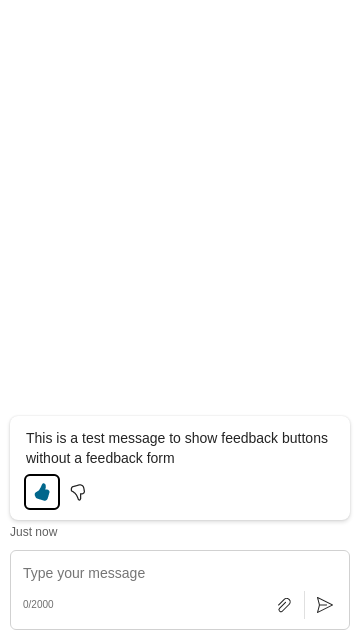 This is a test message to show feedback buttons
without a feedback form
Just now
Type your message
0/2000